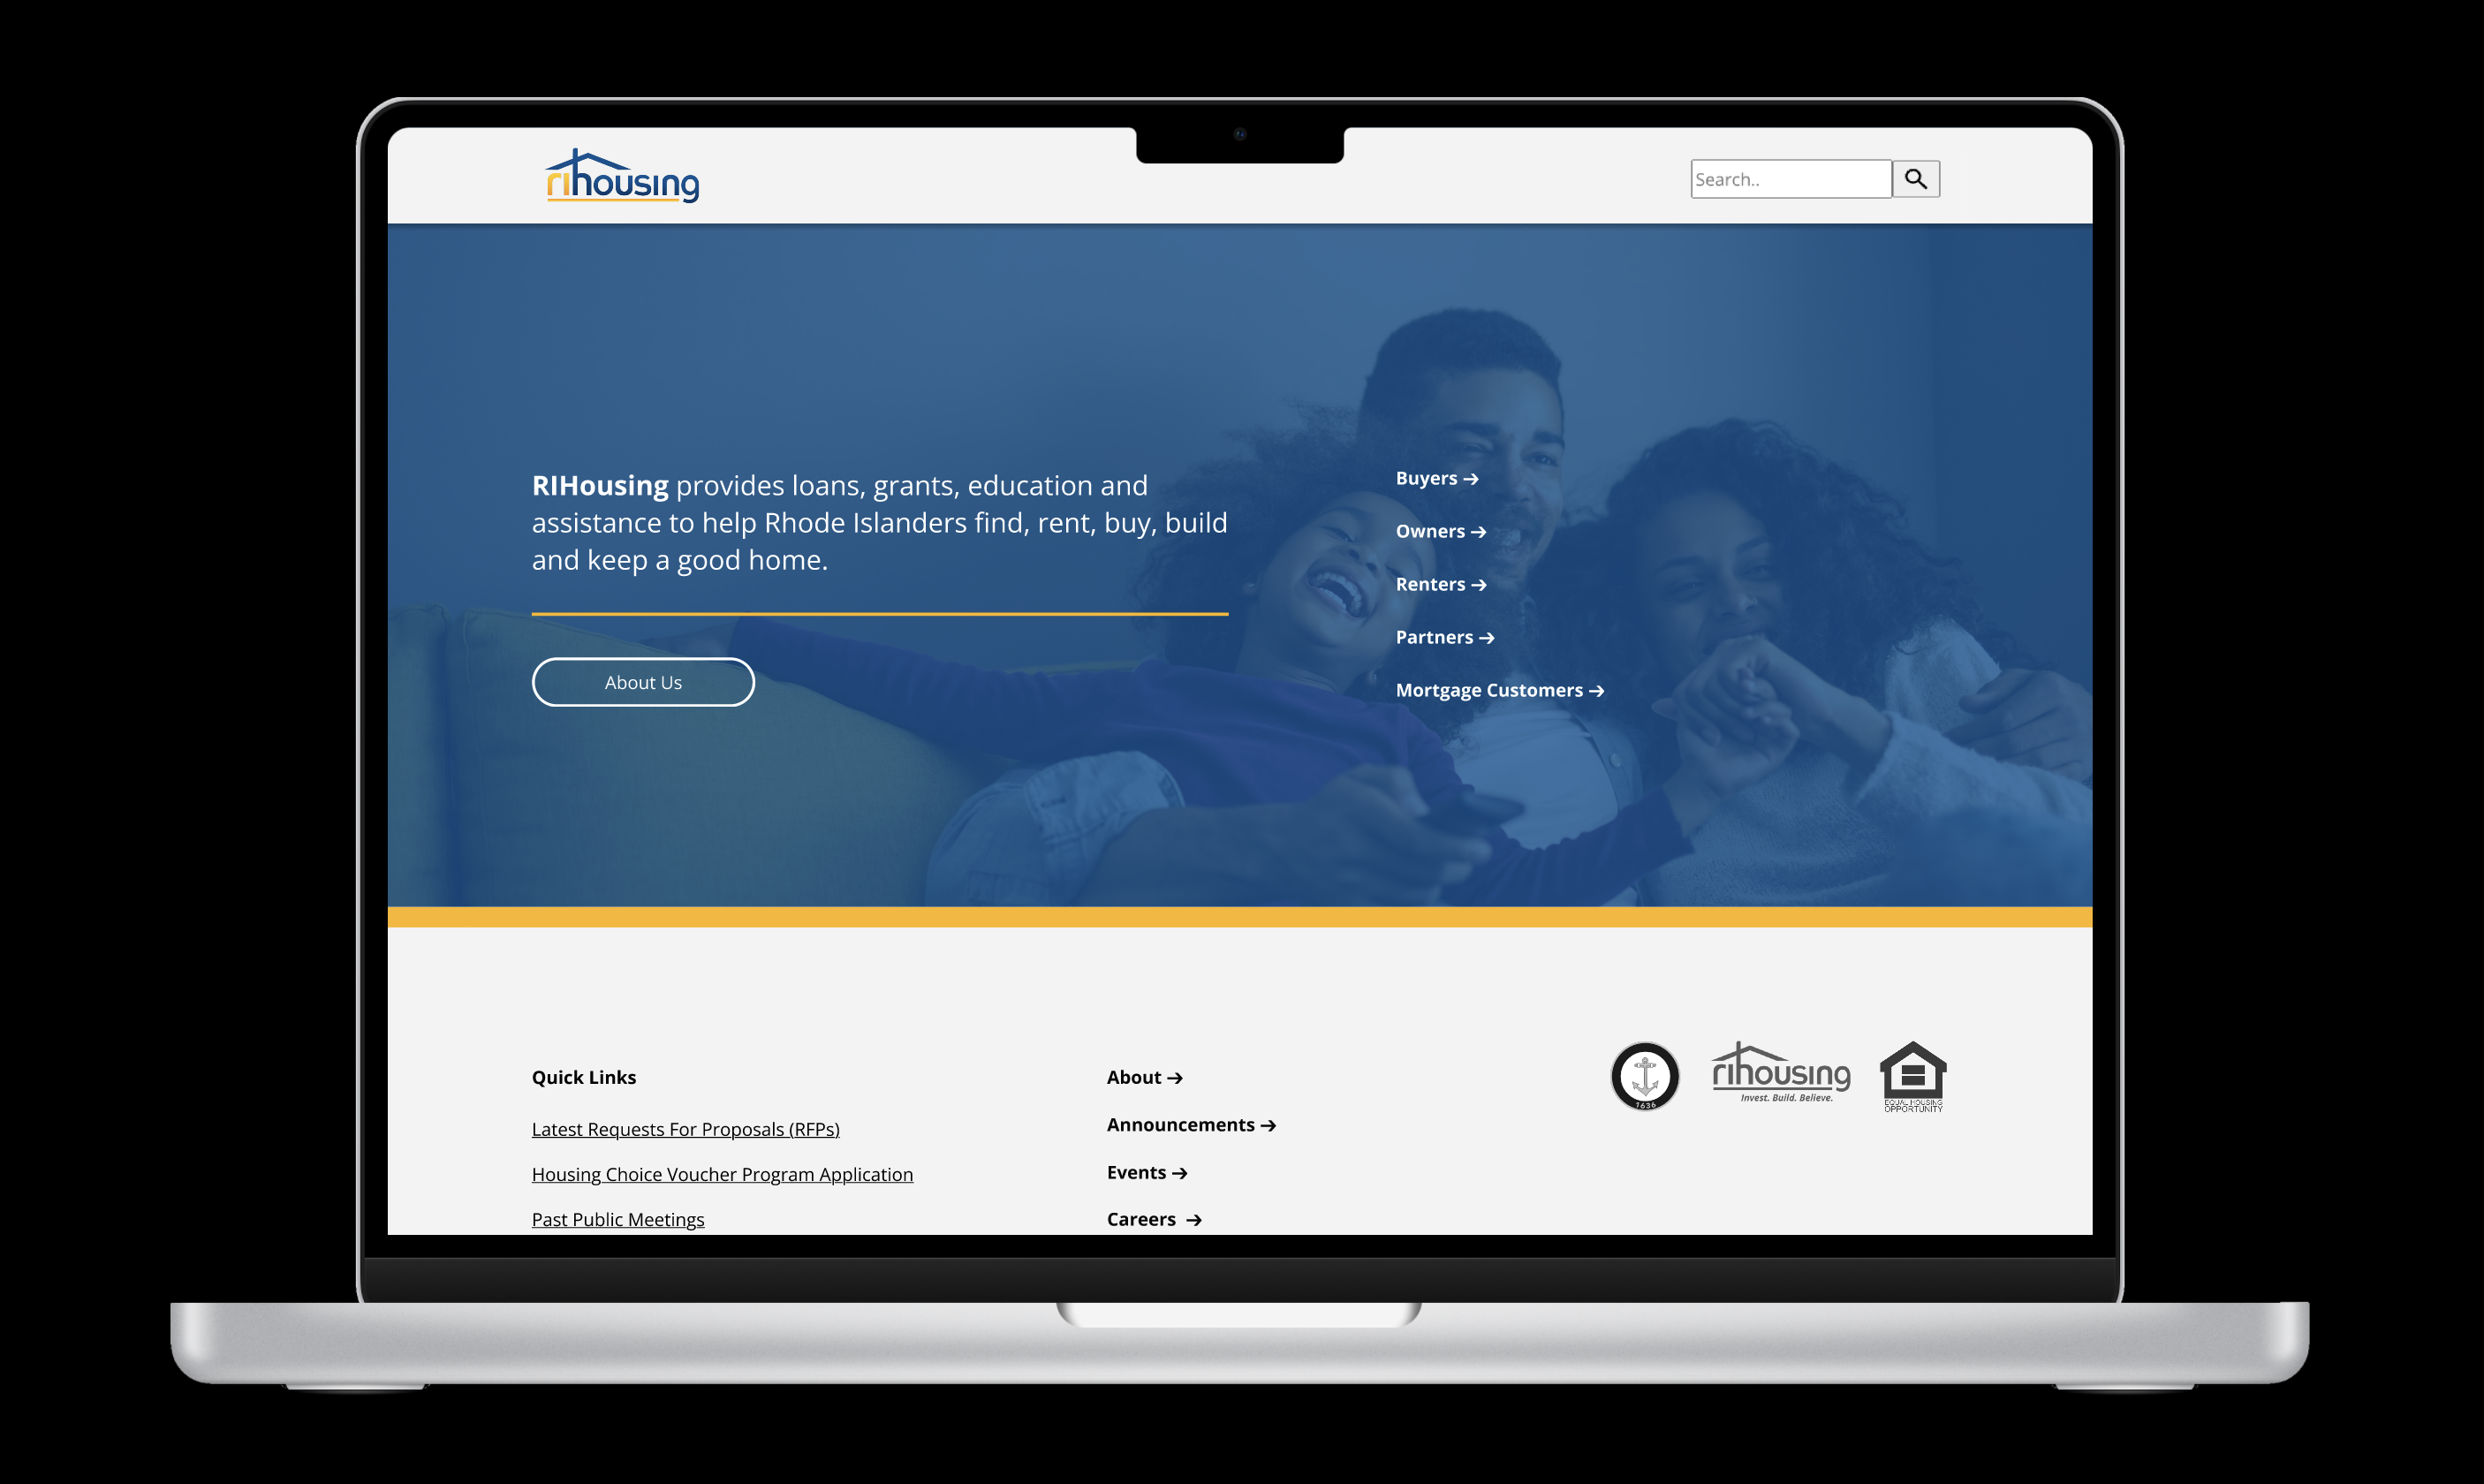 rihousing
Search..
RIHousing provides loans, grants, education and
assistance to help Rhode Islanders find, rent, buy, build
and keep a good home.
About Us
Buyers →
Owners →
Renters →
Partners →
Mortgage Customers →
Quick Links
Latest Requests For Proposals (RFPs)
Housing Choice Voucher Program Application
Past Public Meetings
About →
Announcements →
Events →
Careers →
1636
rihousing
Invest. Build. Believe.
EQUAL HOUSING
OPPORTUNITY